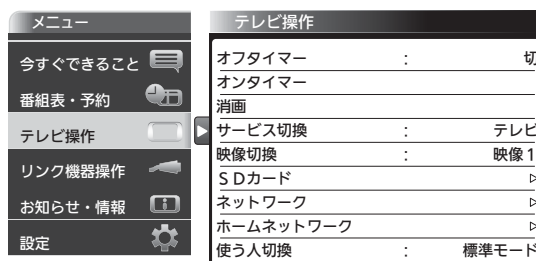 メニュー
今すぐできること
番組表・予約
テレビ操作
リンク機器操作
お知らせ・情報
設定
テレビ操作
オフタイマー : 切
オンタイマー
消画
サービス切換 : テレビ
映像切換 : 映像1
SDカード
ネットワーク
ホームネットワーク
使う人切換 : 標準モード